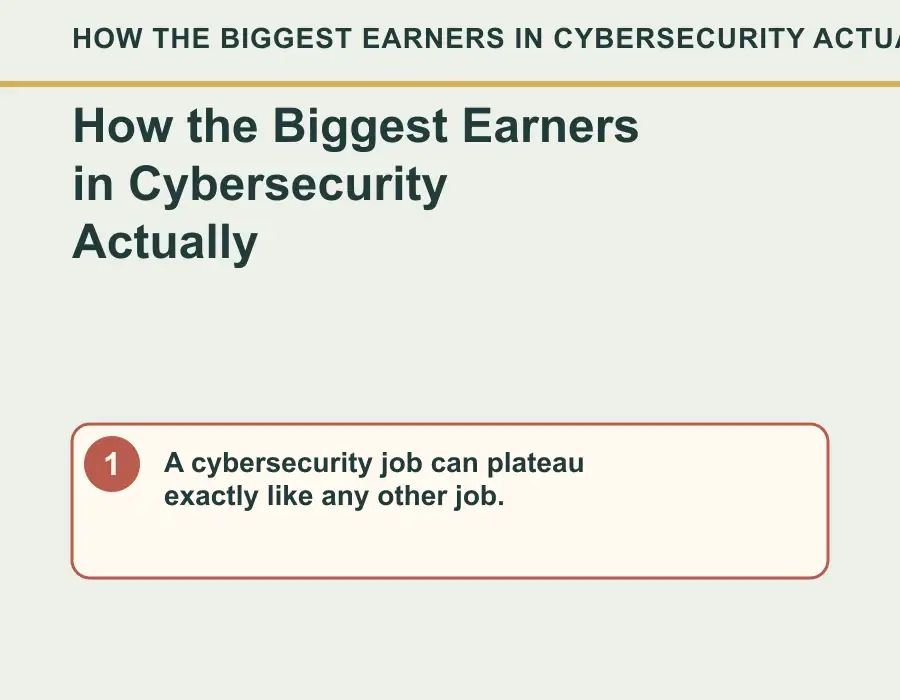 HOW THE BIGGEST EARNERS IN CYBERSECURITY
How the Biggest Earners
in Cybersecurity
Actually
1
A cybersecurity job can plateau
exactly like any other job.